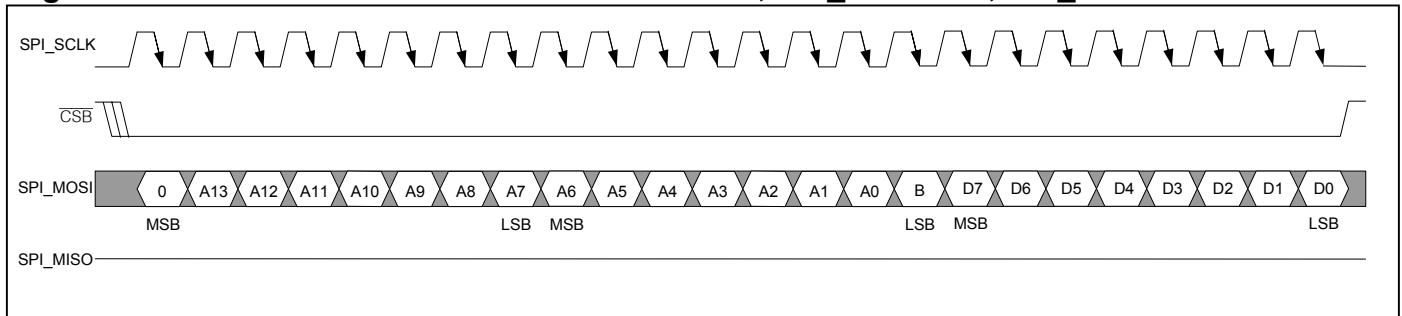 SPI_SCLK
CSB
SPI_MOSI 0 A13 A12 A11 A10 A9 A8 A7 A6 A5 A4 A3 A2 A1 A0 B D7 D6 D5 D4 D3 D2 D1 D0
MSB LSB MSB LSB MSB LSB
SPI_MISO